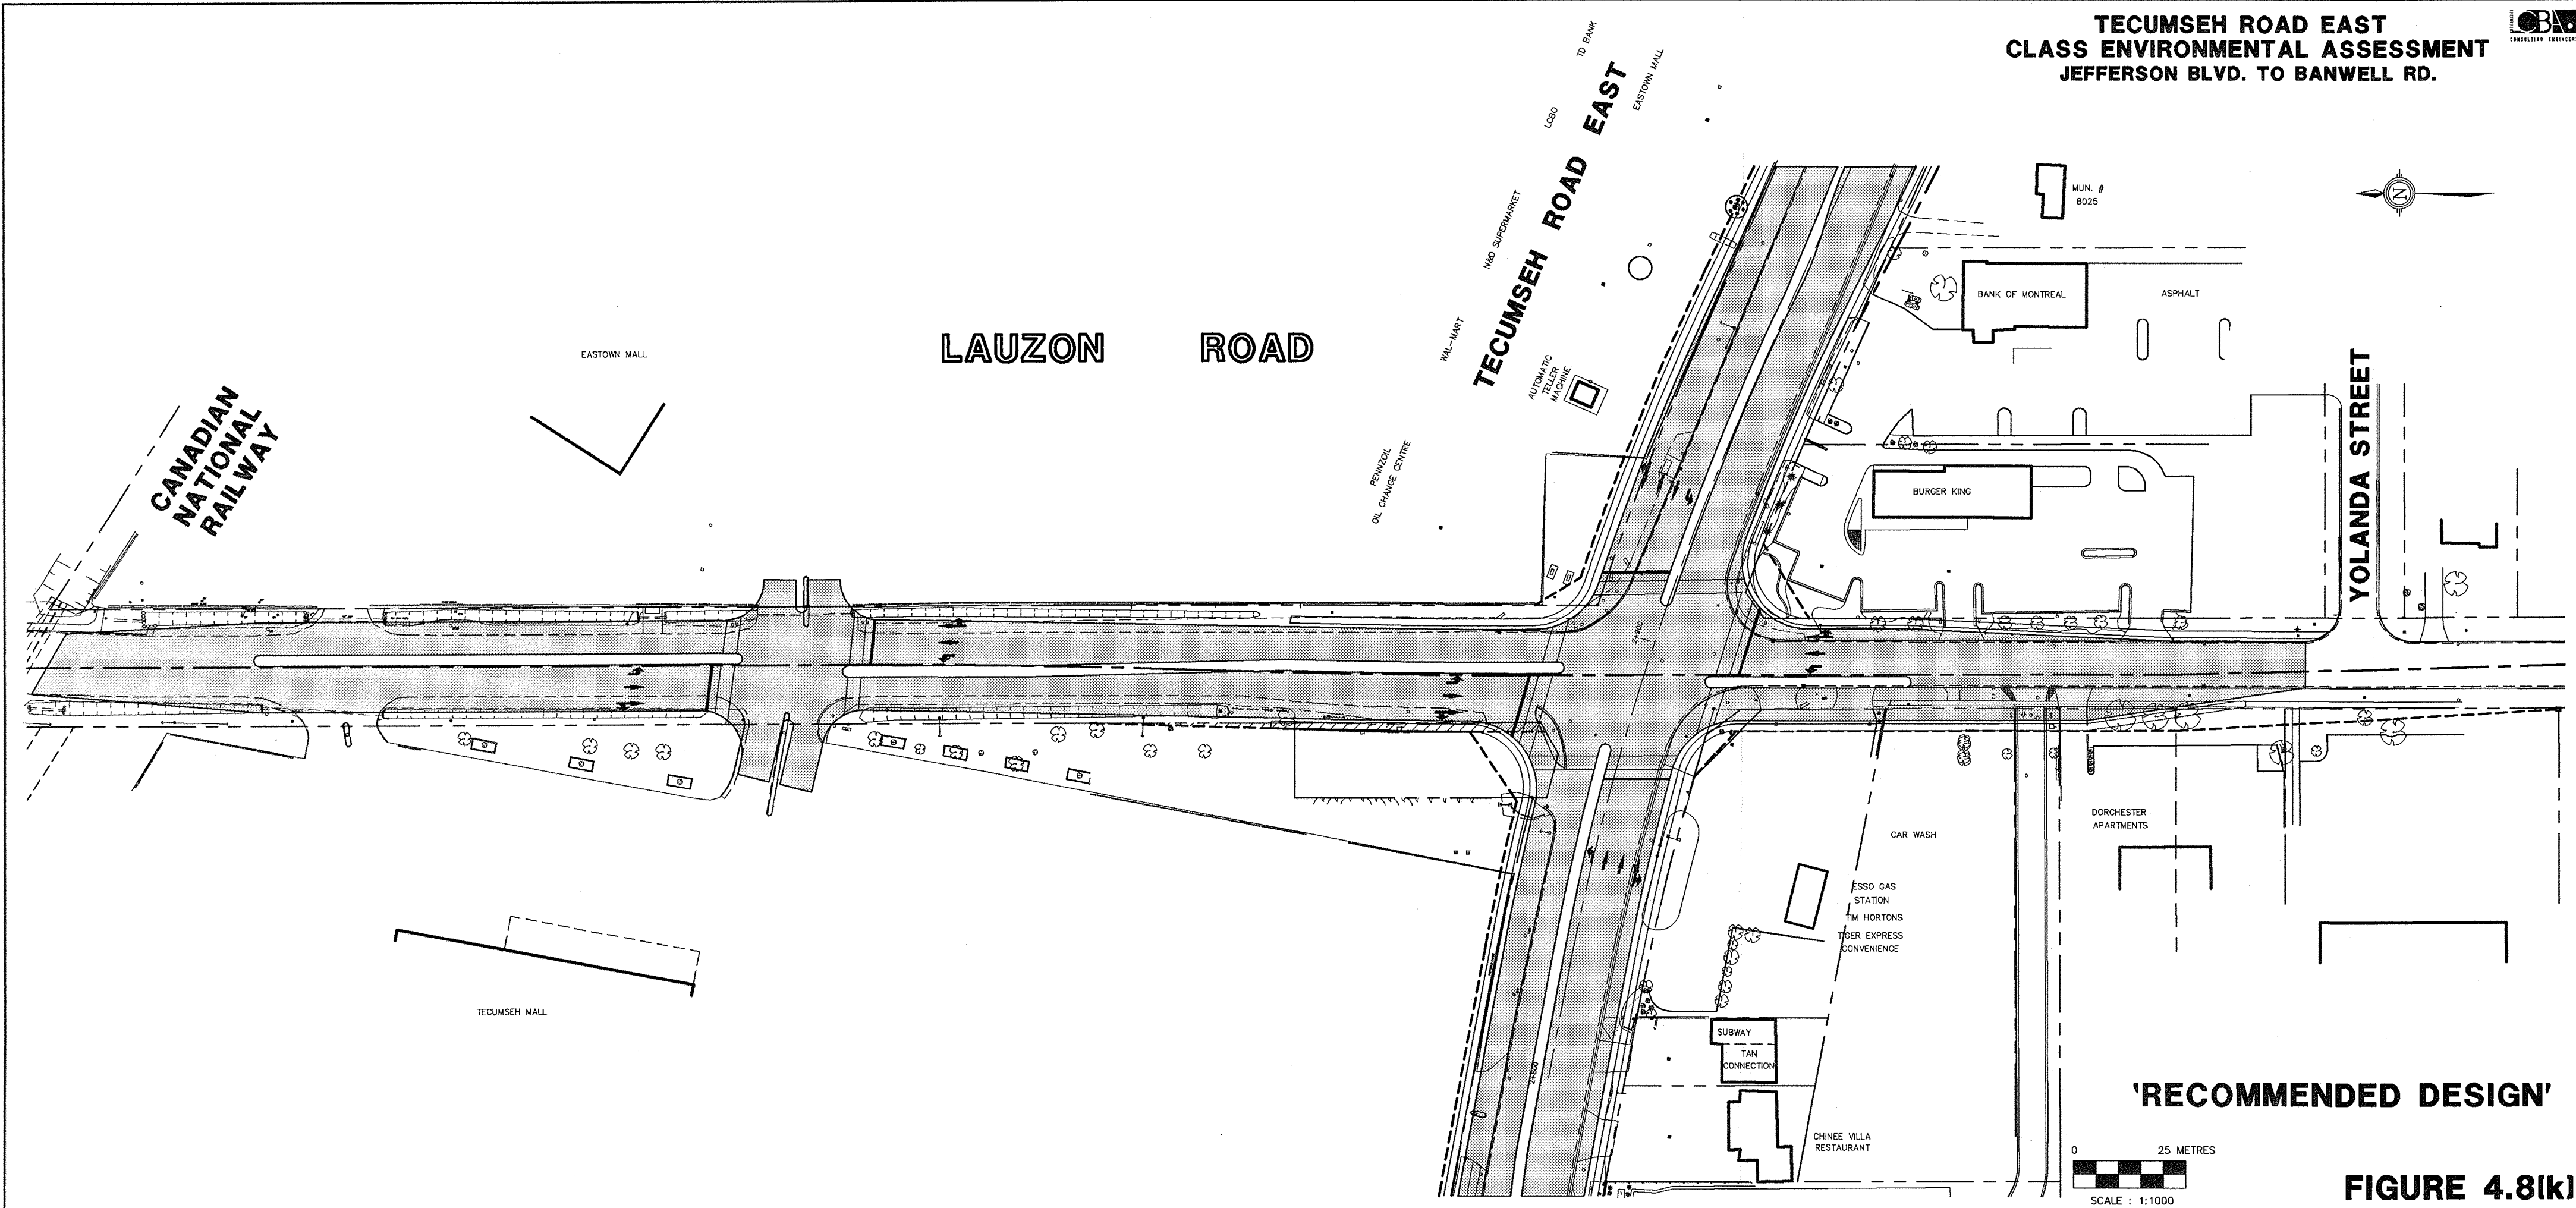 TECUMSEH ROAD EAST
CLASS ENVIRONMENTAL ASSESSMENT
JEFFERSON BLVD. TO BANWELL RD.
CONSULTING ENGINEERS
TD BANK
EASTOWN MALL
LCBO
TECUMSEH ROAD EAST
N&D SUPERMARKET
WAL-MART
AUTOMATIC
TELLER
MACHINE
PENNZOIL
OIL CHANGE CENTRE
MUN. #
8025
N
BANK OF MONTREAL
ASPHALT
EASTOWN MALL
LAUZON ROAD
CANADIAN
NATIONAL
RAILWAY
BURGER KING
YOLANDA STREET
DORCHESTER
APARTMENTS
CAR WASH
ESSO GAS
STATION
TIM HORTONS
TIGER EXPRESS
CONVENIENCE
TECUMSEH MALL
SUBWAY
TAN
CONNECTION
2+600
CHINEE VILLA
RESTAURANT
'RECOMMENDED DESIGN'
0 25 METRES
SCALE : 1:1000
FIGURE 4.8(k)